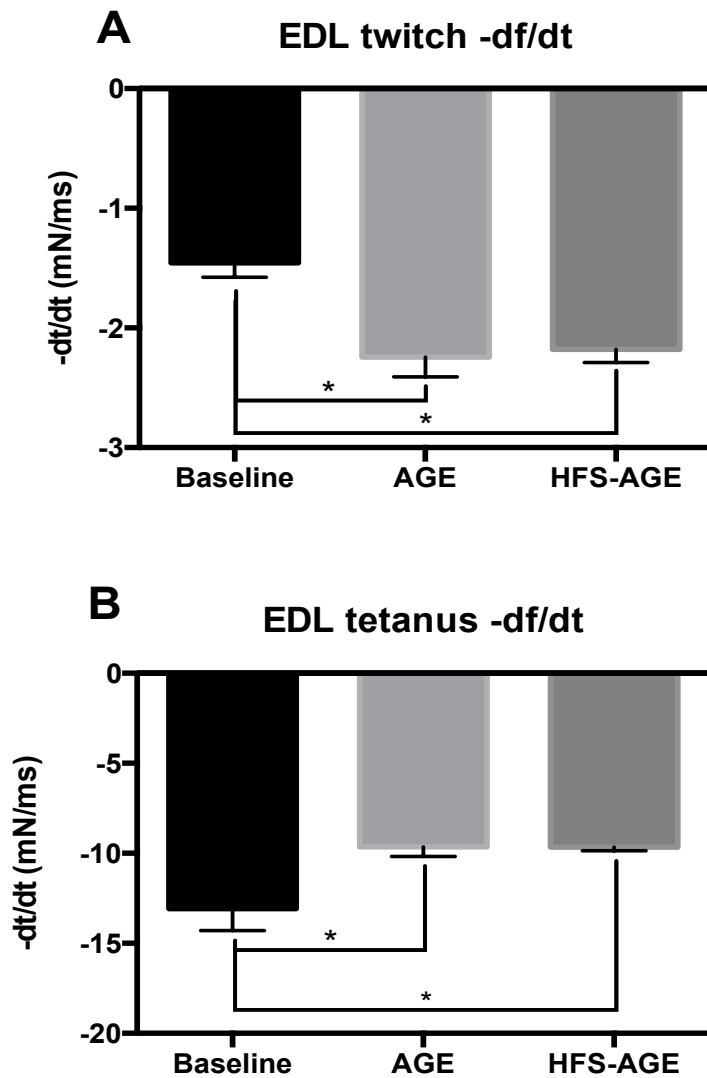 A
EDL twitch -df/dt
-dt/dt (mN/ms)
0
-1
-2
-3
*
*
Baseline AGE HFS-AGE
B
EDL tetanus -df/dt
-dt/dt (mN/ms)
0
-5
-10
-15
-20
*
*
Baseline AGE HFS-AGE